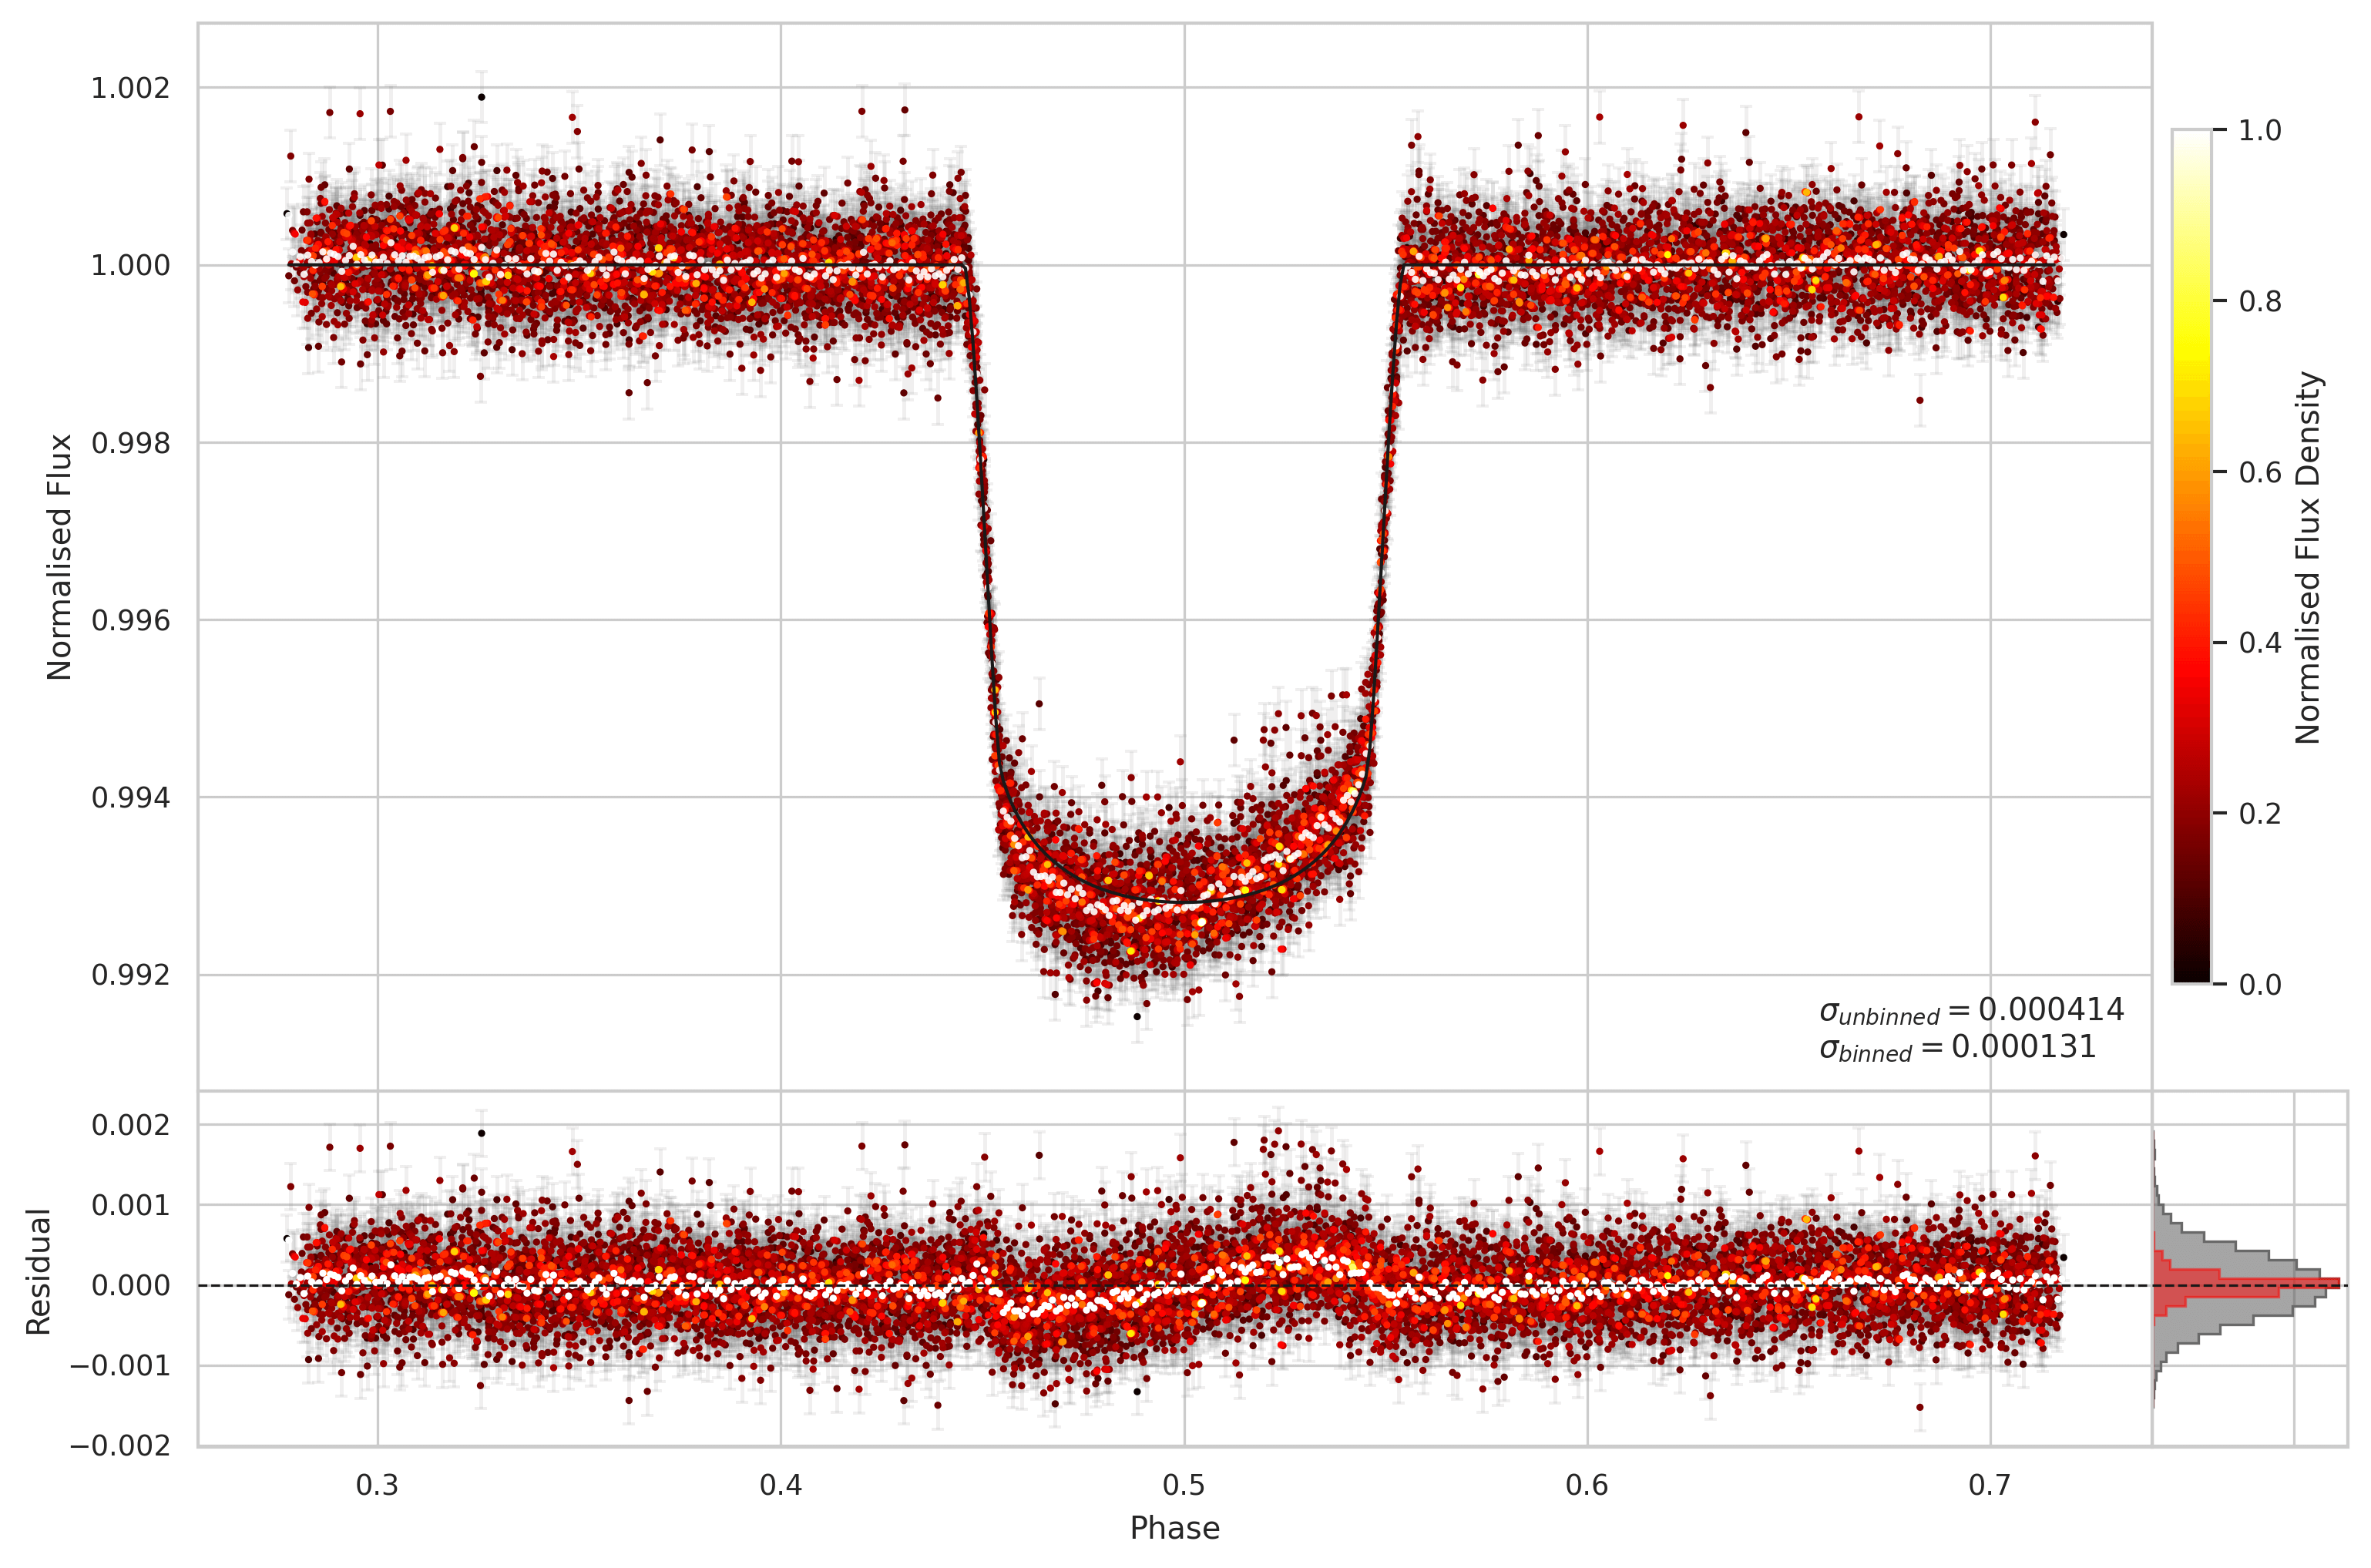 Normalised Flux
1.002
1.000
0.998
0.996
0.994
0.992
σunbinned = 0.000414
σbinned = 0.000131
1.0
0.8
0.6
0.4
0.2
0.0
Normalised Flux Density
Residual
0.002
0.001
0.000
−0.001
−0.002
0.3 0.4 0.5 0.6 0.7
Phase